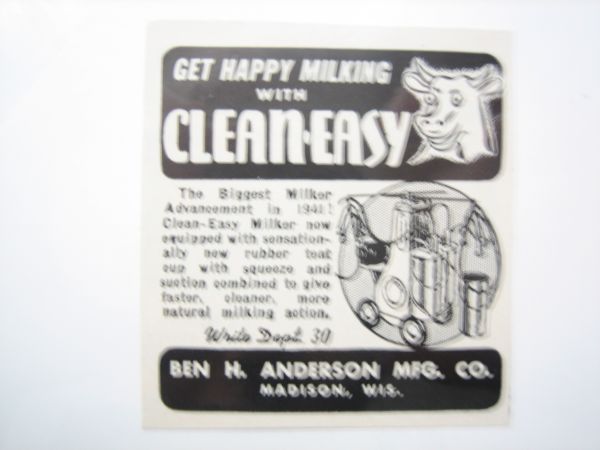 GET HAPPY MILKING
WITH
CLEAN-EASY
The Biggest Milker
Advancement in 1941!
Clean-Easy Milker now
equipped with sensation-
ally new rubber teat
cup with squeeze and
suction combined to give
faster, cleaner, more
natural milking action.
Write Dept. 30
BEN H. ANDERSON MFG. CO.
MADISON, WIS.